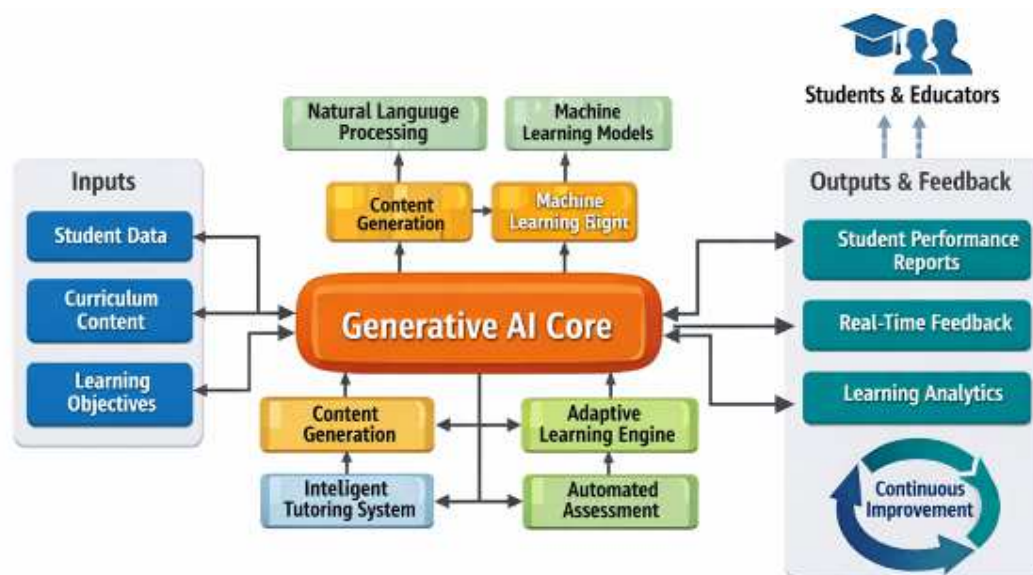 Students & Educators
Natural Languuge
Processing
Machine
Learning Models
Inputs
Outputs & Feedback
Student Data
Content
Generation
Machine
Learning Bight
Student Performance
Reports
Curriculum
Content
Generative AI Core
Real-Time Feedback
Learning
Objectives
Learning Analytics
Content
Generation
Adaptive
Learning Engine
Inteligent
Tutoring System
Automated
Assessment
Continuous
Improvement